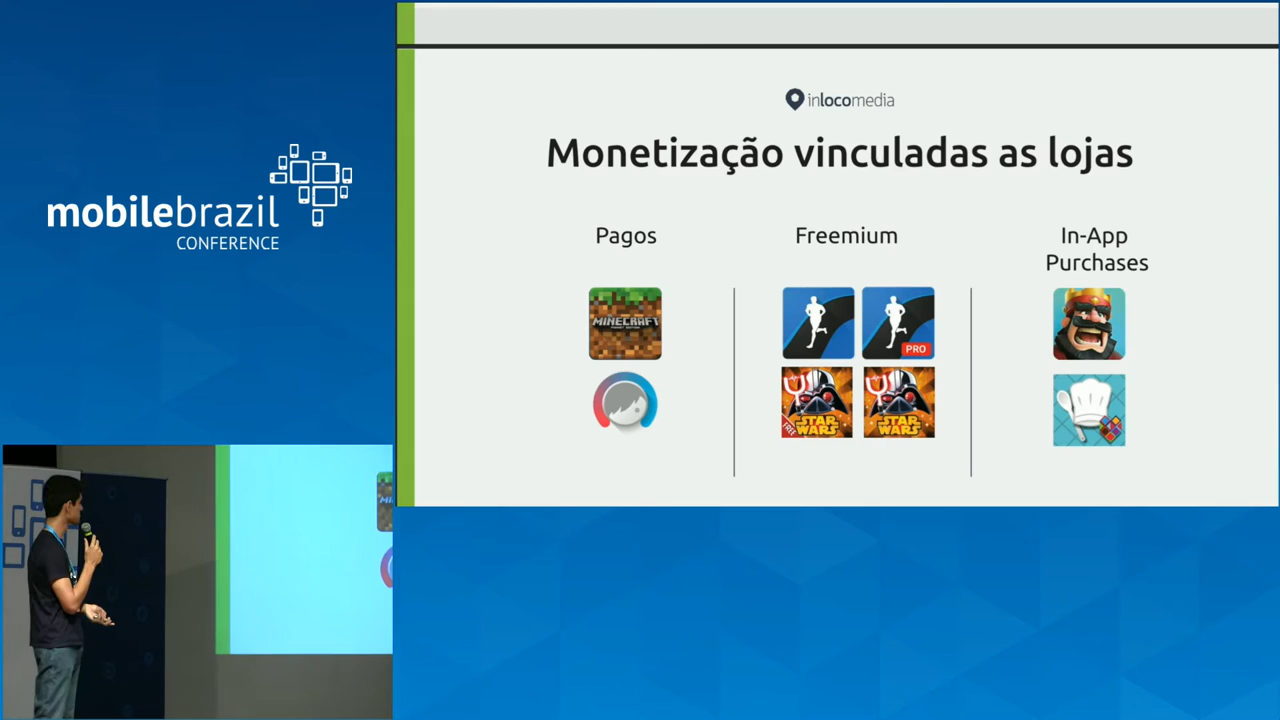 mobilebrazil
CONFERENCE
inlocomedia
Monetização vinculadas as lojas
Pagos
Freemium
In-App
Purchases
MINECRAFT
PRO
FREE
STAR
WARS
STAR
WARS